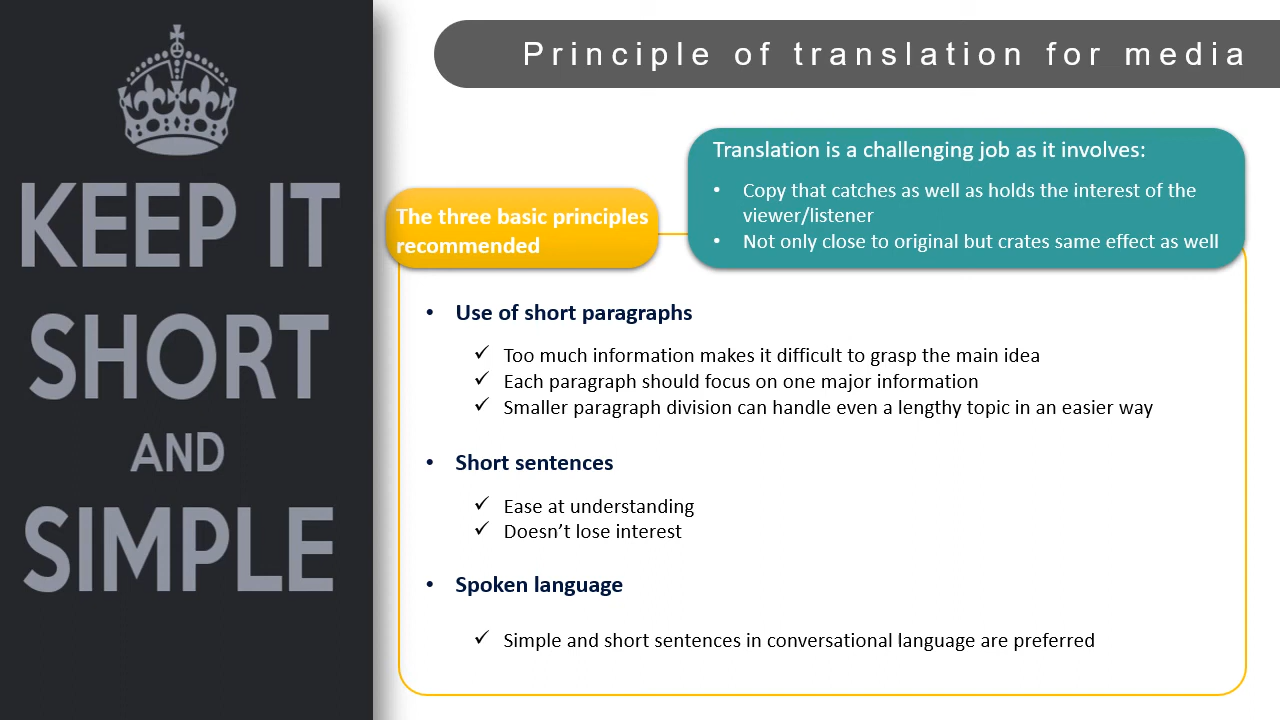 KEEP IT
SHORT
AND
SIMPLE
Principle of translation for media
Translation is a challenging job as it involves:
• Copy that catches as well as holds the interest of the
viewer/listener
• Not only close to original but crates same effect as well
The three basic principles
recommended
• Use of short paragraphs
✓ Too much information makes it difficult to grasp the main idea
✓ Each paragraph should focus on one major information
✓ Smaller paragraph division can handle even a lengthy topic in an easier way
• Short sentences
✓ Ease at understanding
✓ Doesn’t lose interest
• Spoken language
✓ Simple and short sentences in conversational language are preferred